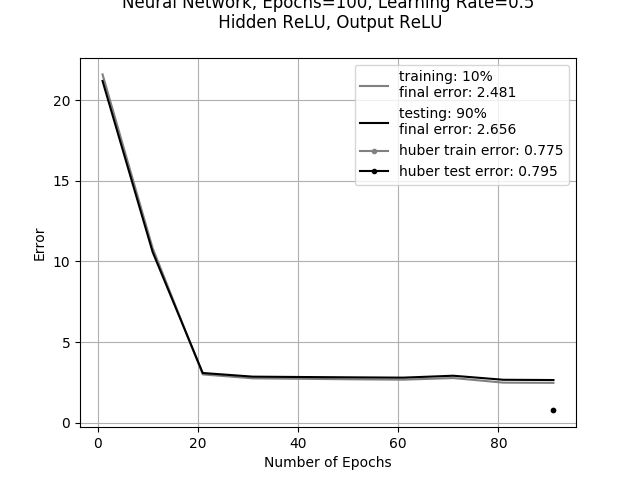 Neural Network, Epochs=100, Learning Rate=0.5
Hidden ReLU, Output ReLU
training: 10%
final error: 2.481
testing: 90%
final error: 2.656
huber train error: 0.775
huber test error: 0.795
20
15
10
5
0
Error
0 20 40 60 80
Number of Epochs